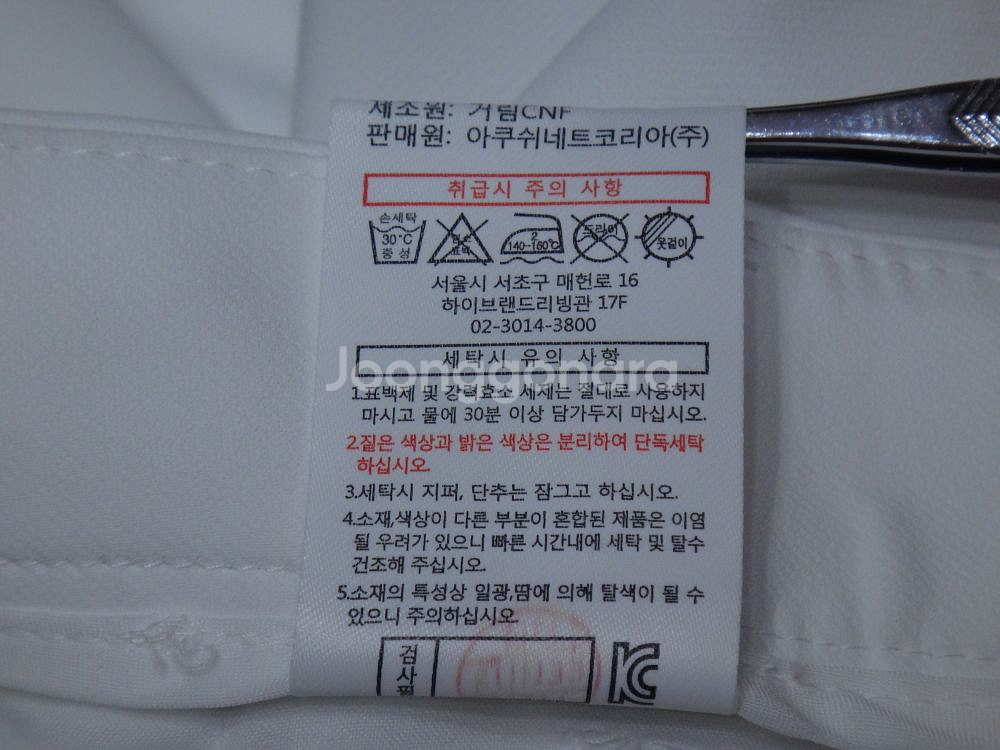 제조원: 거림CNF
판매원: 아쿠쉬네트코리아(주)
취급시 주의 사항
손세탁
30°C
중성
염소
표백
2
140~160℃
드라이
옷걸이
서울시 서초구 매헌로 16
하이브랜드리빙관 17F
02-3014-3800
세탁시 유의 사항
Joonggonara
1.표백제 및 강력효소 세제는 절대로 사용하지
마시고 물에 30분 이상 담가두지 마십시오.
2.짙은 색상과 밝은 색상은 분리하여 단독세탁
하십시오.
3.세탁시 지퍼, 단추는 잠그고 하십시오.
4.소재,색상이 다른 부분이 혼합된 제품은 이염
될 우려가 있으니 빠른 시간내에 세탁 및 탈수
건조해 주십시오.
5.소재의 특성상 일광,땀에 의해 탈색이 될 수
있으니 주의하십시오.
검사필